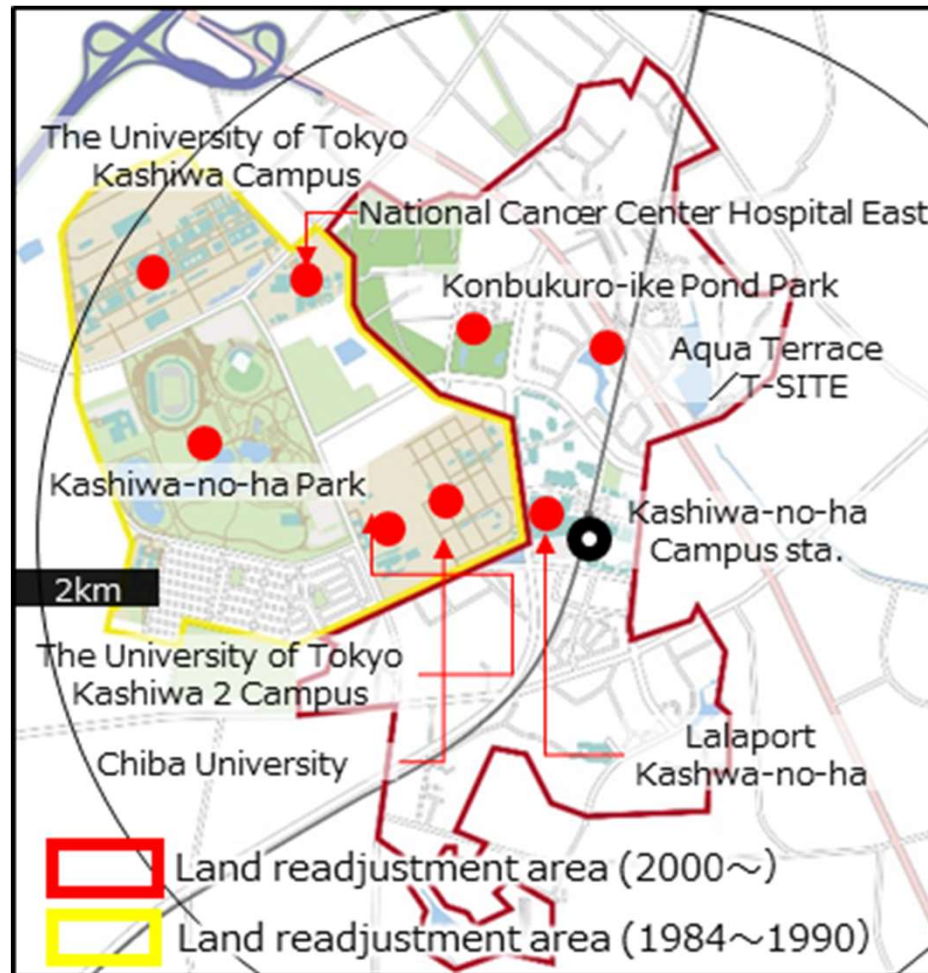 The University of Tokyo
Kashiwa Campus
National Cancer Center Hospital East
Konbukuro-ike Pond Park
Aqua Terrace
T-SITE
Kashiwa-no-ha Park
Kashiwa-no-ha
Campus sta.
2km
The University of Tokyo
Kashiwa 2 Campus
Chiba University
Lalaport
Kashwa-no-ha
Land readjustment area (2000～)
Land readjustment area (1984～1990)